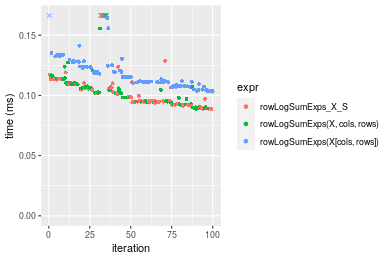 0.15
0.10
0.05
0.00
time (ms)
0
25
50
75
100
iteration
expr
rowLogSumExps_X_S
rowLogSumExps(X, cols, rows)
rowLogSumExps(X[cols, rows])